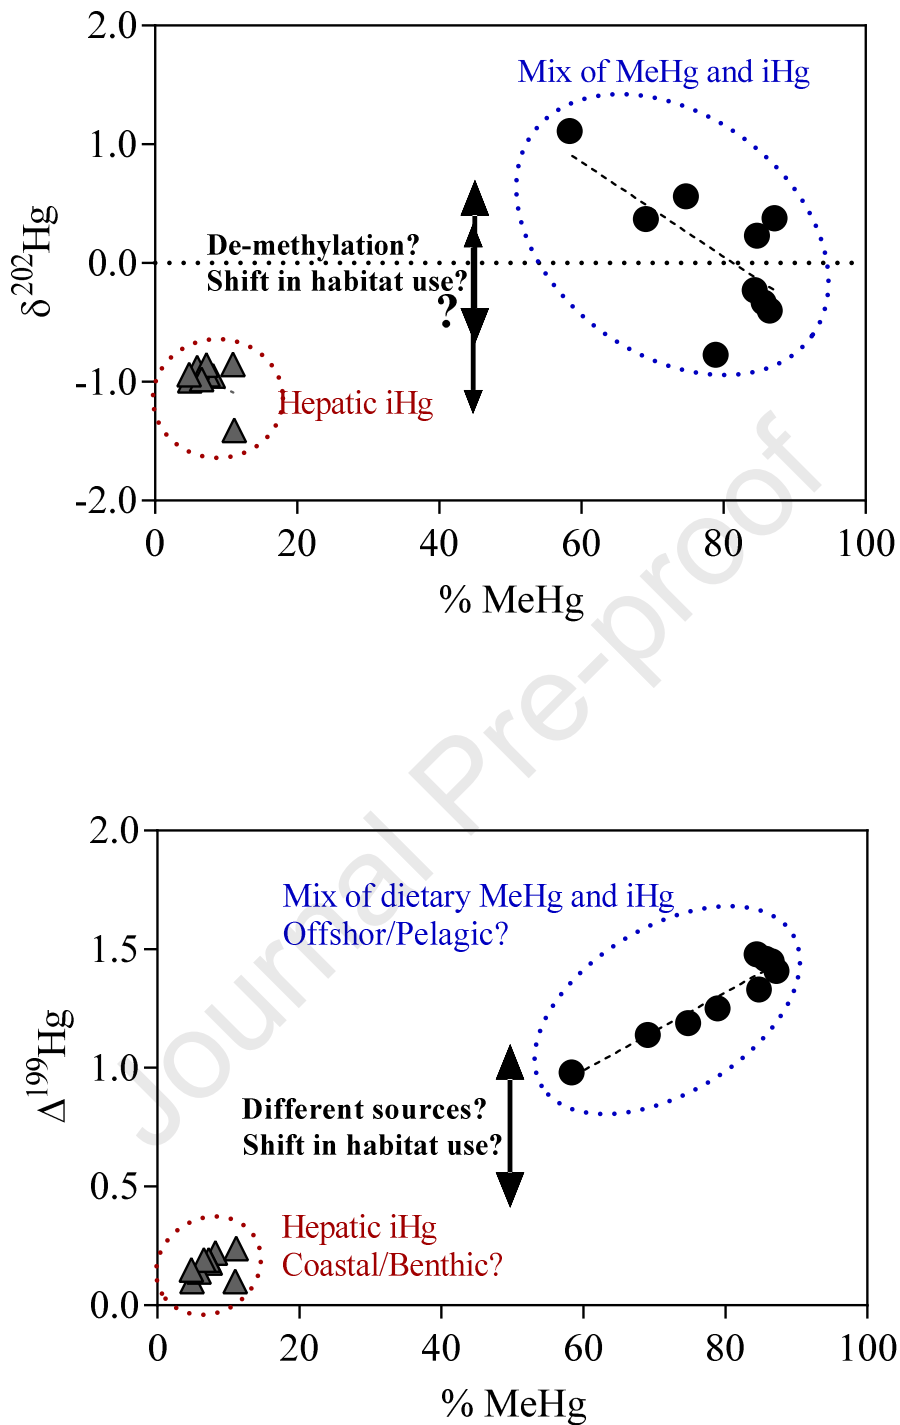 2.0
Mix of MeHg and iHg
1.0
De-methylation?
0.0
Shift in habitat use?
?
δ²⁰²Hg
-1.0
Hepatic iHg
-2.0
0 20 40 60 80 100
% MeHg
Journal Pre-proof
2.0
Mix of dietary MeHg and iHg
Offshor/Pelagic?
1.5
Δ¹⁹⁹Hg
1.0
Different sources?
Shift in habitat use?
0.5
Hepatic iHg
Coastal/Benthic?
0.0
0 20 40 60 80 100
% MeHg